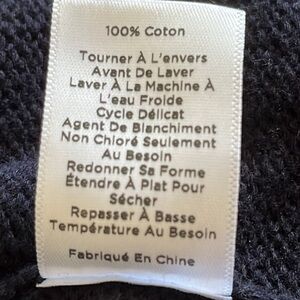 100% Coton
Tourner À L'envers
Avant De Laver
Laver À La Machine À
L'eau Froide
Cycle Délicat
Agent De Blanchiment
Non Chloré Seulement
Au Besoin
Redonner Sa Forme
Étendre À Plat Pour
Sécher
Repasser À Basse
Température Au Besoin
Fabriqué En Chine